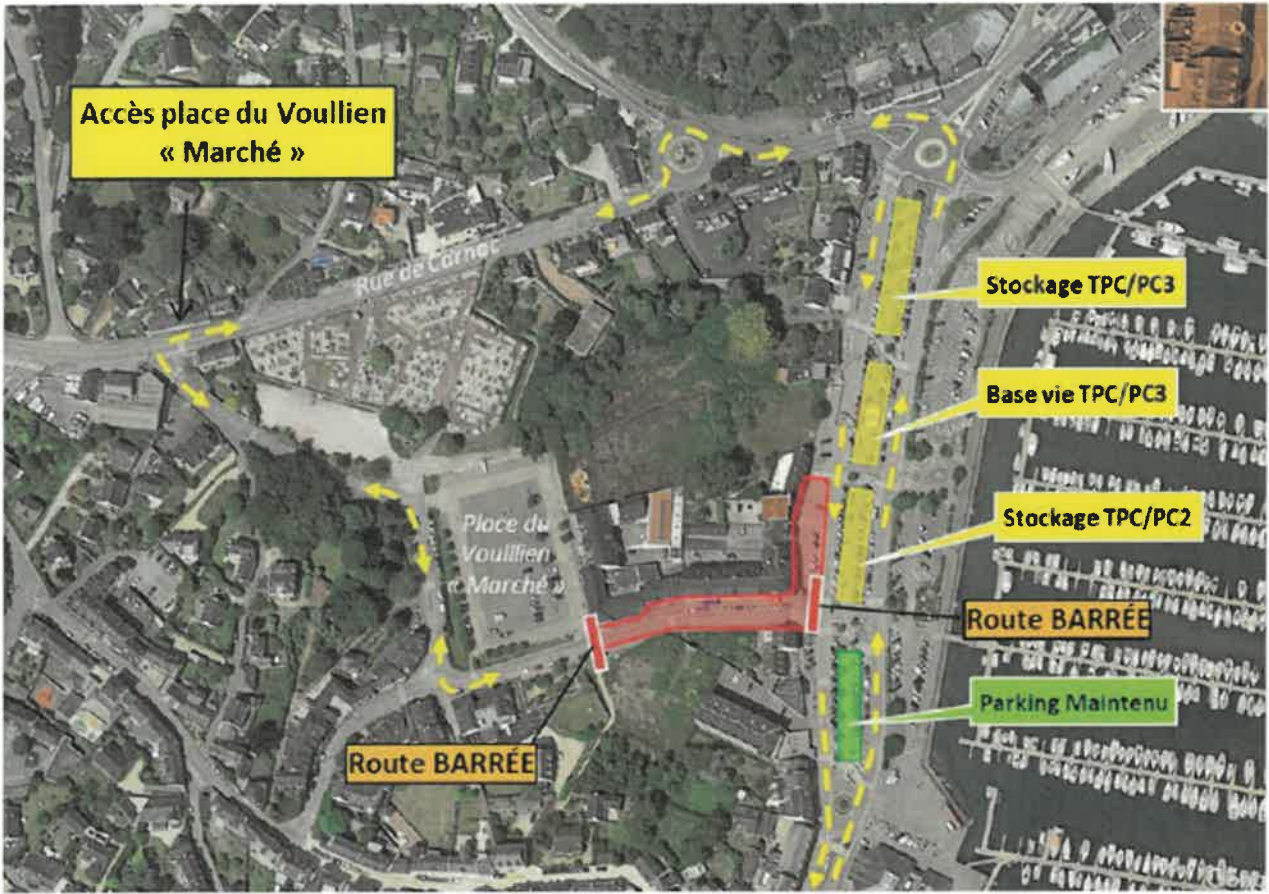 Accès place du Voullien
« Marché »
Rue de Carnac
Stockage TPC/PC3
Base vie TPC/PC3
Stockage TPC/PC2
Place du
Voullien
« Marché »
Route BARRÉE
Parking Maintenu
Route BARRÉE